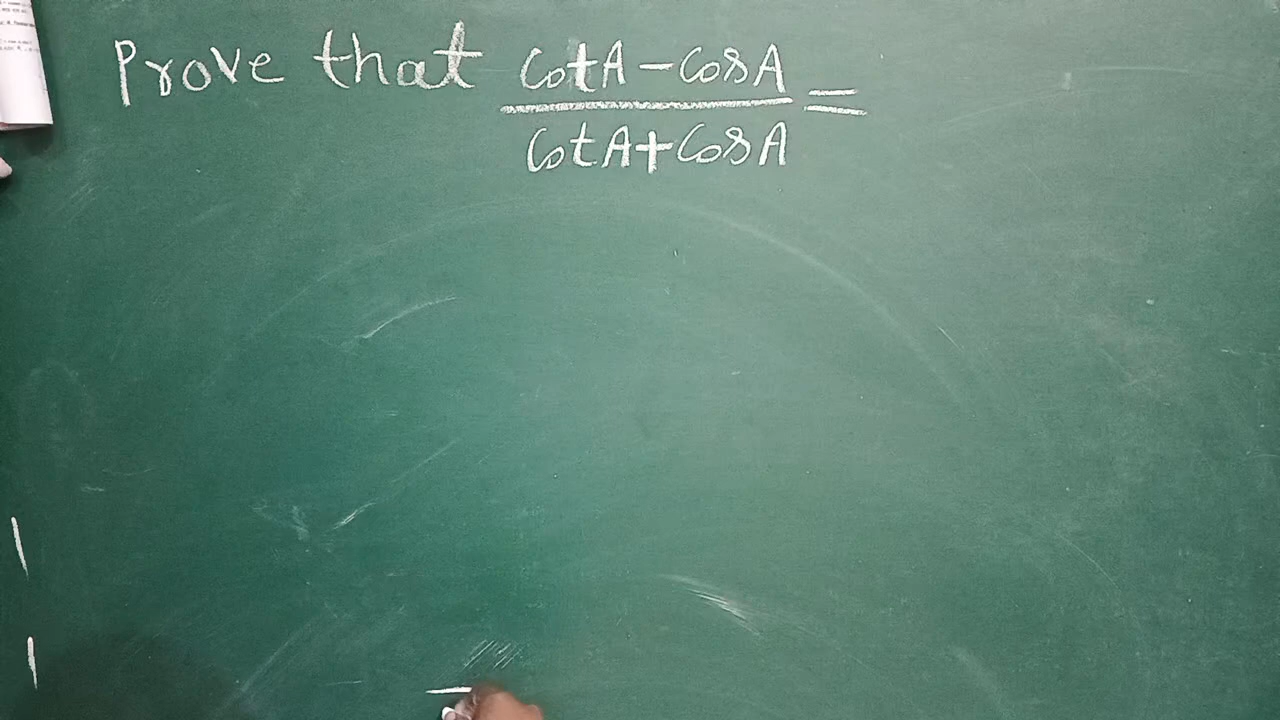 Prove that cotA - cosA =
cotA + cosA